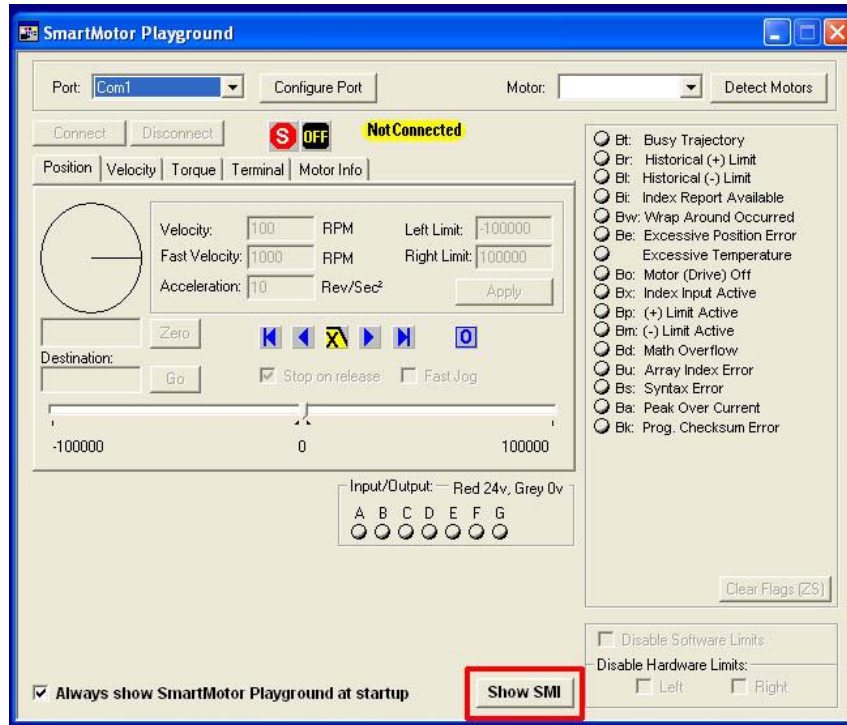 SmartMotor Playground
Port: Com1 Configure Port Motor: Detect Motors
Connect Disconnect S OFF Not Connected
Position Velocity Torque Terminal Motor Info
Velocity: 100 RPM Left Limit: -100000
Fast Velocity: 1000 RPM Right Limit: 100000
Acceleration: 10 Rev/Sec² Apply
Zero X O
Destination:
Go Stop on release Fast Jog
-100000 0 100000
Input/Output: Red 24v, Grey 0v
A B C D E F G
Bt: Busy Trajectory
Br: Historical (+) Limit
Bl: Historical (-) Limit
Bi: Index Report Available
Bw: Wrap Around Occurred
Be: Excessive Position Error
Excessive Temperature
Bo: Motor (Drive) Off
Bx: Index Input Active
Bp: (+) Limit Active
Bm: (-) Limit Active
Bd: Math Overflow
Bu: Array Index Error
Bs: Syntax Error
Ba: Peak Over Current
Bk: Prog. Checksum Error
Clear Flags (ZS)
Disable Software Limits
Disable Hardware Limits:
Left Right
Always show SmartMotor Playground at startup Show SMI